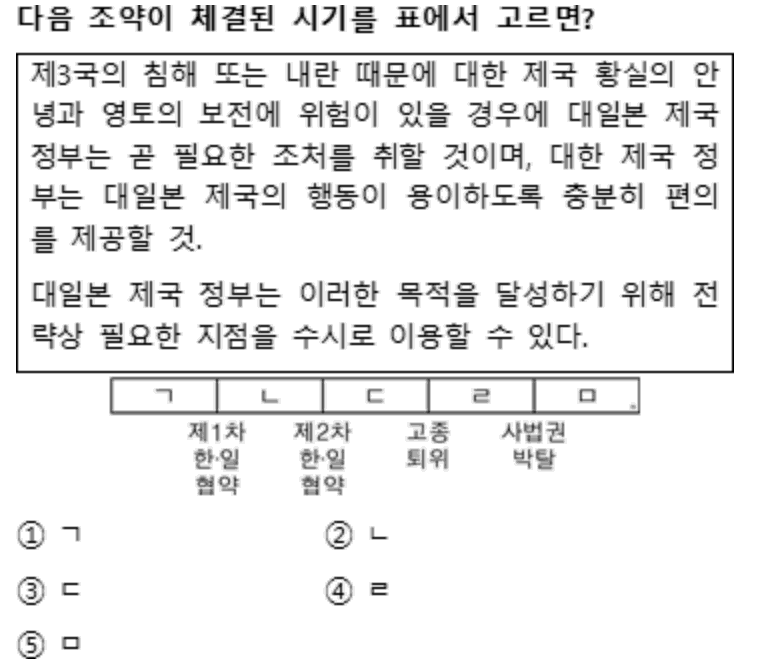 다음 조약이 체결된 시기를 표에서 고르면?
제3국의 침해 또는 내란 때문에 대한 제국 황실의 안
녕과 영토의 보전에 위험이 있을 경우에 대일본 제국
정부는 곧 필요한 조처를 취할 것이며, 대한 제국 정
부는 대일본 제국의 행동이 용이하도록 충분히 편의
를 제공할 것.
대일본 제국 정부는 이러한 목적을 달성하기 위해 전
략상 필요한 지점을 수시로 이용할 수 있다.
ㄱ ㄴ ㄷ ㄹ ㅁ
제1차 제2차 고종 사법권
한·일 한·일 퇴위 박탈
협약 협약
① ㄱ ② ㄴ
③ ㄷ ④ ㄹ
⑤ ㅁ